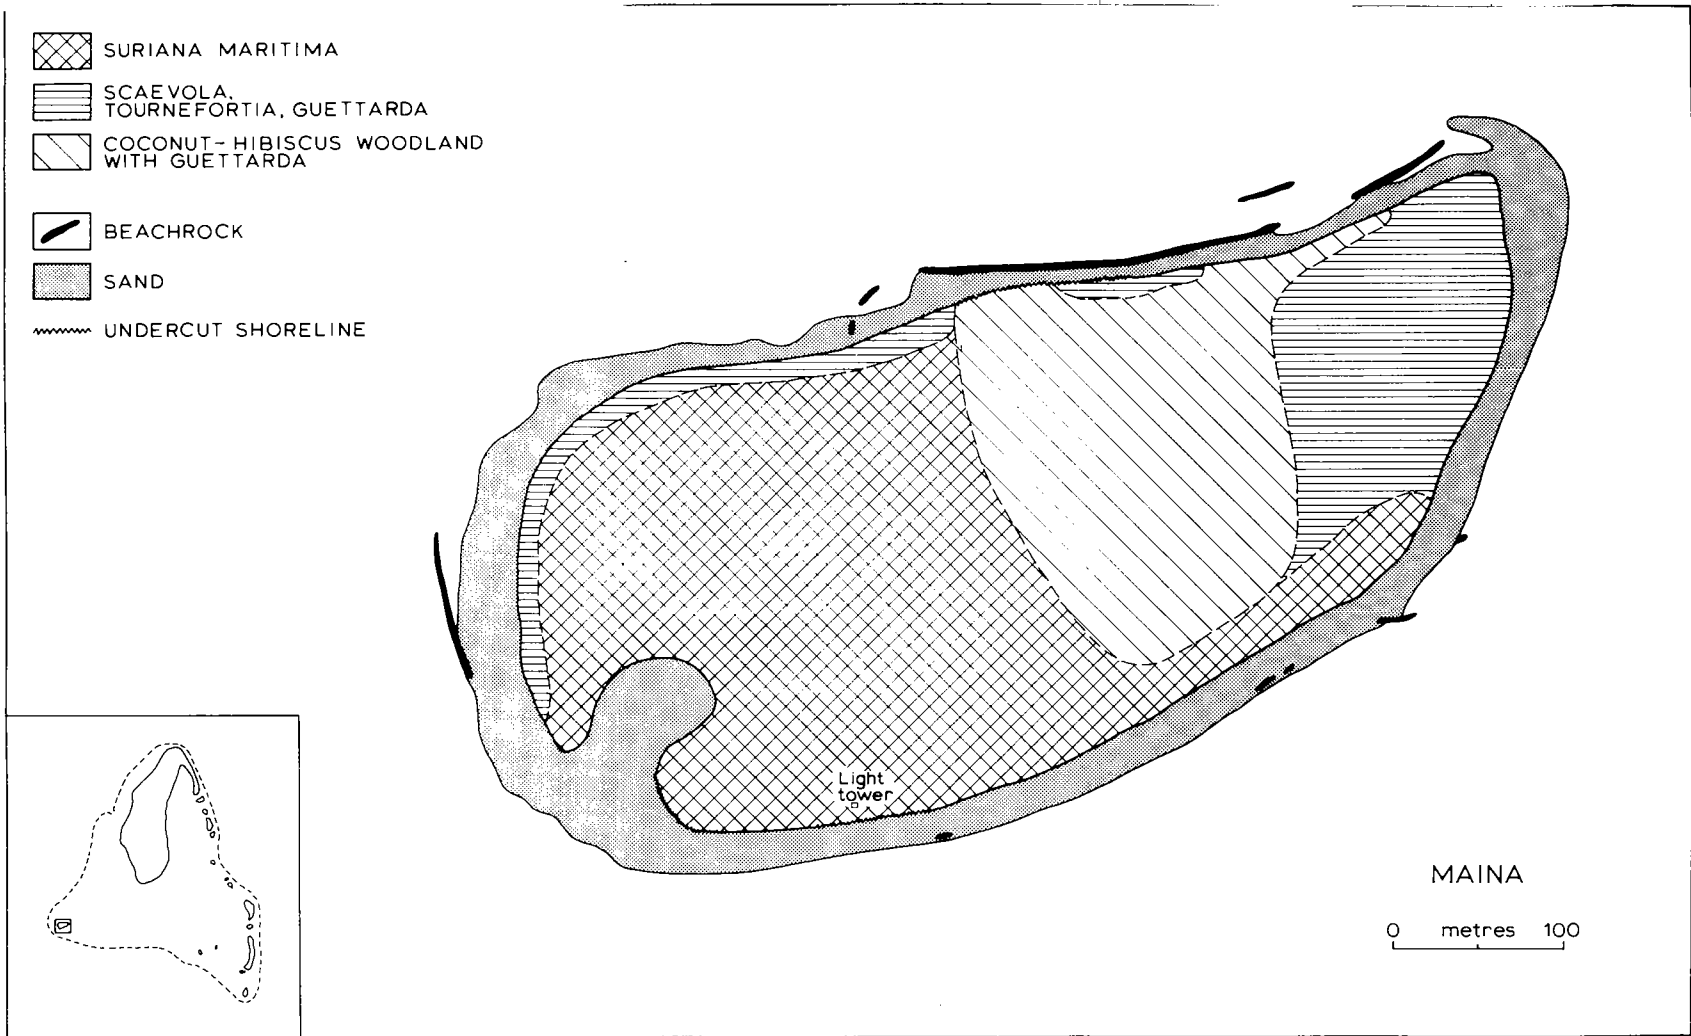 SURIANA MARITIMA
SCAEVOLA,
TOURNEFORTIA, GUETTARDA
COCONUT-HIBISCUS WOODLAND
WITH GUETTARDA
BEACHROCK
SAND
UNDERCUT SHORELINE
Light
tower
MAINA
0 metres 100